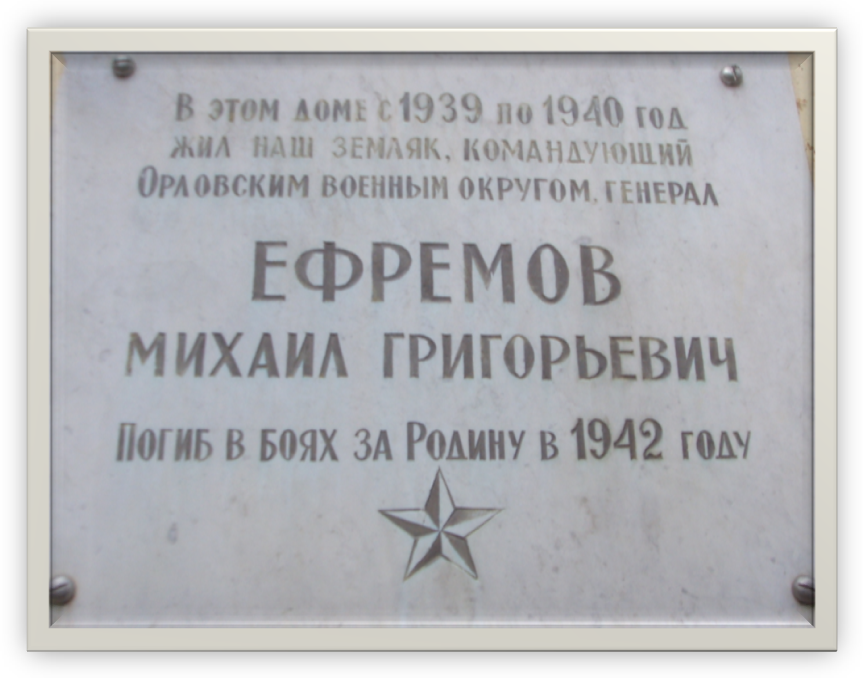 В ЭТОМ ДОМЕ С 1939 ПО 1940 ГОД
ЖИЛ НАШ ЗЕМЛЯК, КОМАНДУЮЩИЙ
ОРЛОВСКИМ ВОЕННЫМ ОКРУГОМ, ГЕНЕРАЛ
ЕФРЕМОВ
МИХАИЛ ГРИГОРЬЕВИЧ
ПОГИБ В БОЯХ ЗА РОДИНУ В 1942 ГОДУ